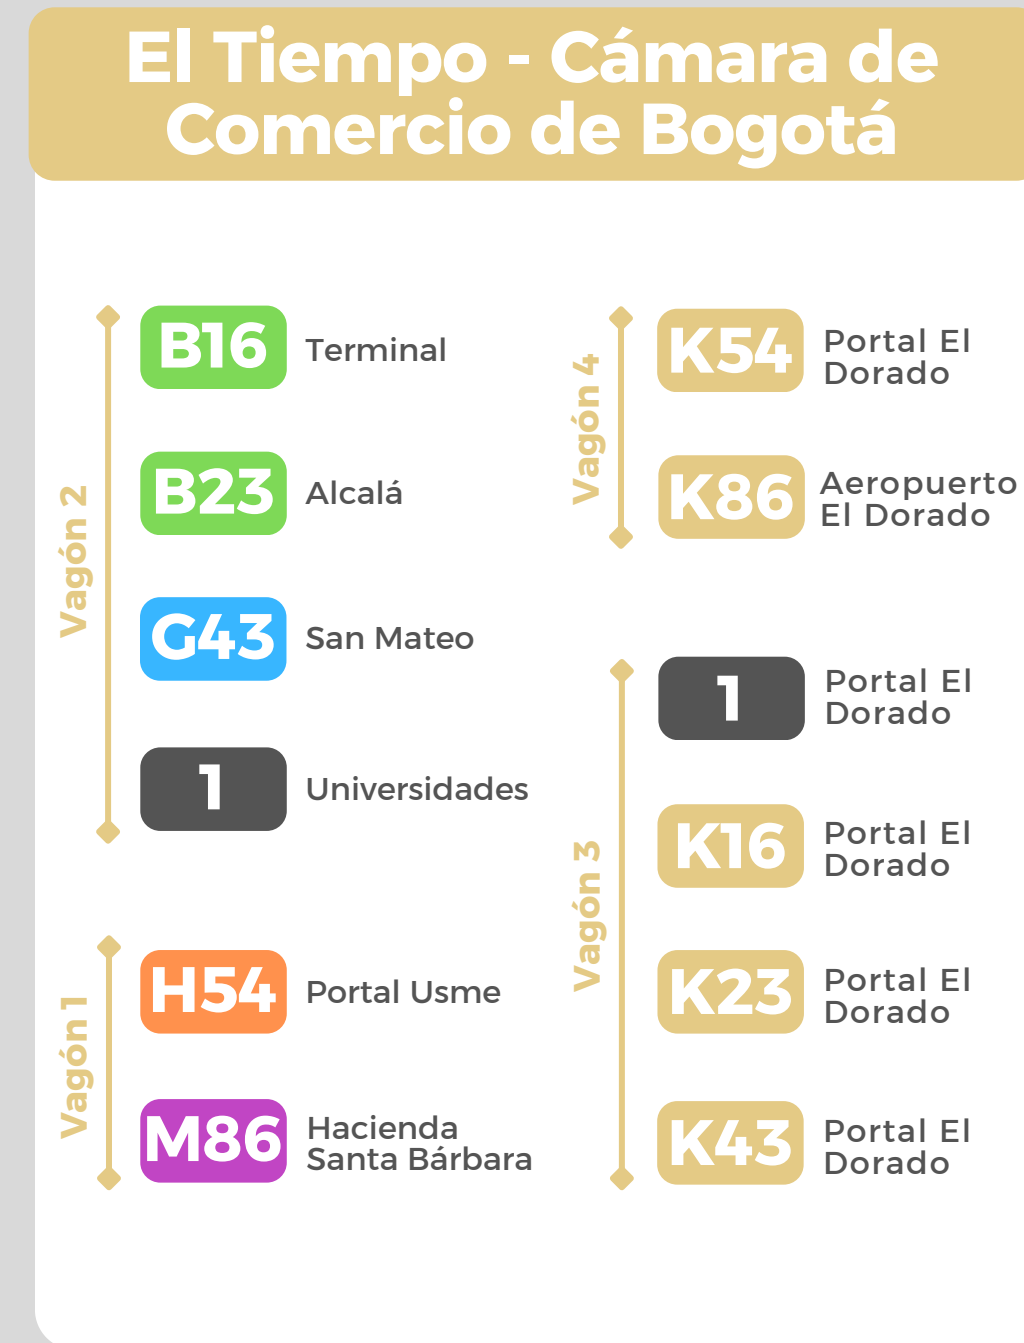 El Tiempo - Cámara de
Comercio de Bogotá
Vagón 2
B16
Terminal
B23
Alcalá
G43
San Mateo
1
Universidades
Vagón 1
H54
Portal Usme
M86
Hacienda
Santa Bárbara
Vagón 4
K54
Portal El
Dorado
K86
Aeropuerto
El Dorado
Vagón 3
1
Portal El
Dorado
K16
Portal El
Dorado
K23
Portal El
Dorado
K43
Portal El
Dorado